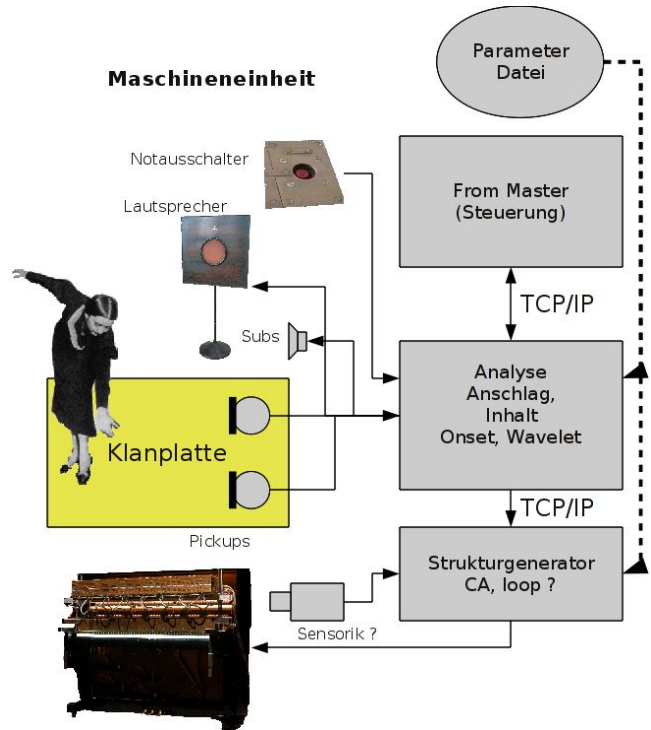 Parameter
Datei
Maschineneinheit
Notausschalter
From Master
(Steuerung)
Lautsprecher
TCP/IP
Subs
Analyse
Anschlag,
Inhalt
Onset, Wavelet
Klanplatte
TCP/IP
Pickups
Strukturgenerator
CA, loop ?
Sensorik ?